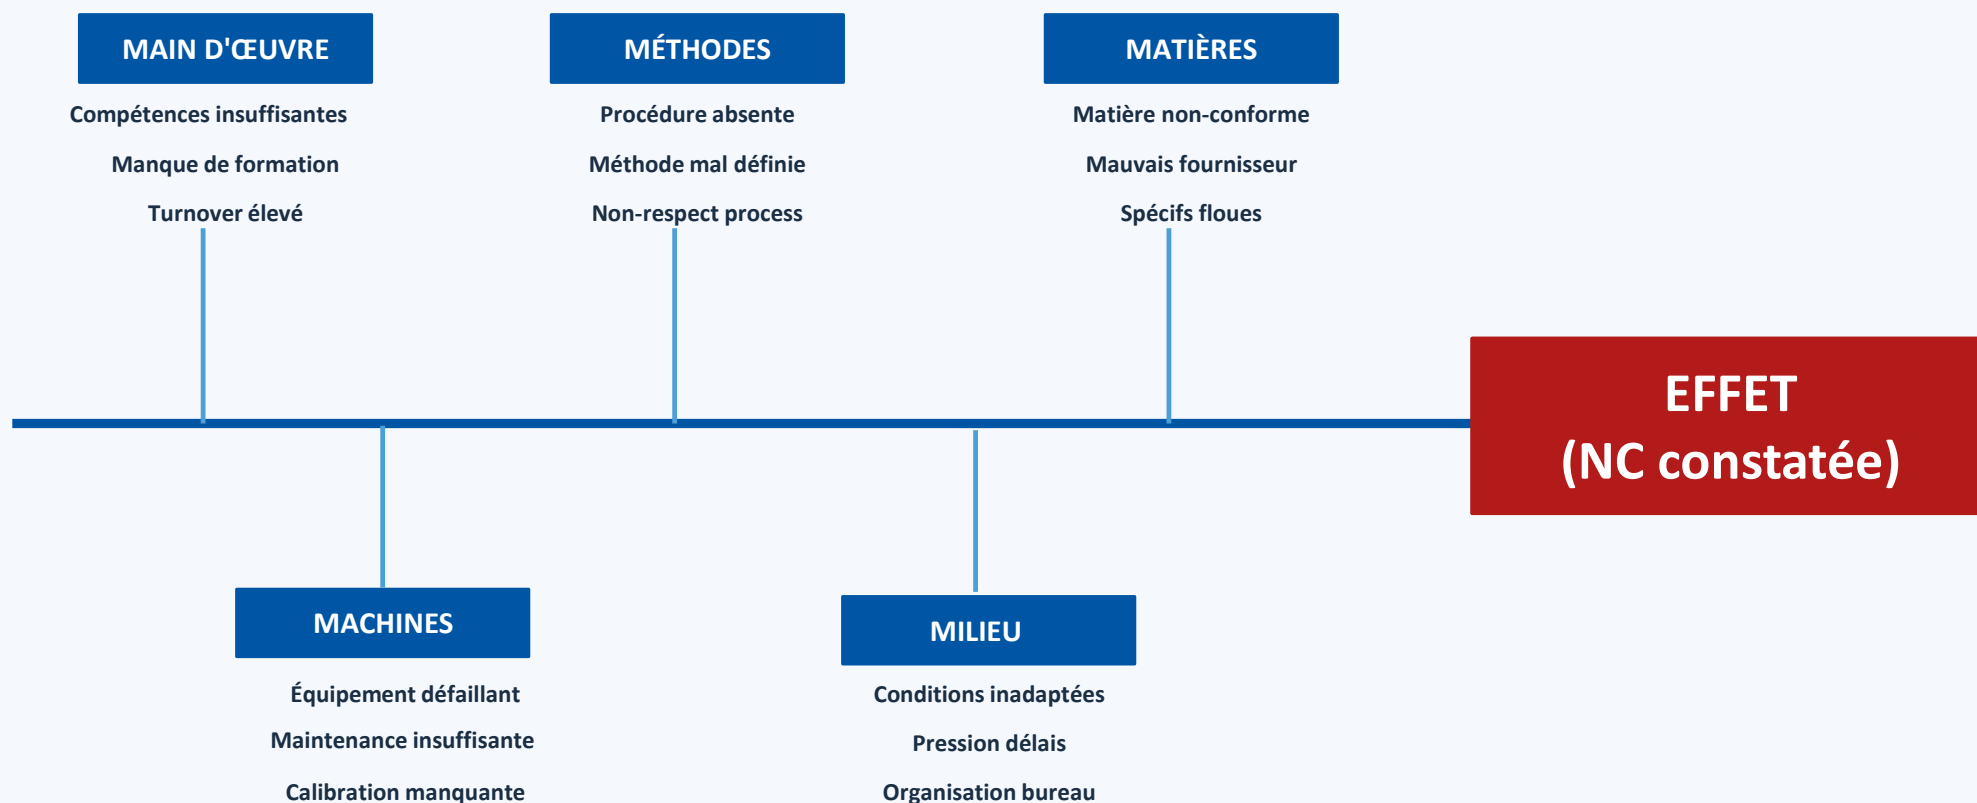 MAIN D'ŒUVRE
Compétences insuffisantes
Manque de formation
Turnover élevé
MÉTHODES
Procédure absente
Méthode mal définie
Non-respect process
MATIÈRES
Matière non-conforme
Mauvais fournisseur
Spécifs floues
EFFET
(NC constatée)
MACHINES
Équipement défaillant
Maintenance insuffisante
Calibration manquante
MILIEU
Conditions inadaptées
Pression délais
Organisation bureau